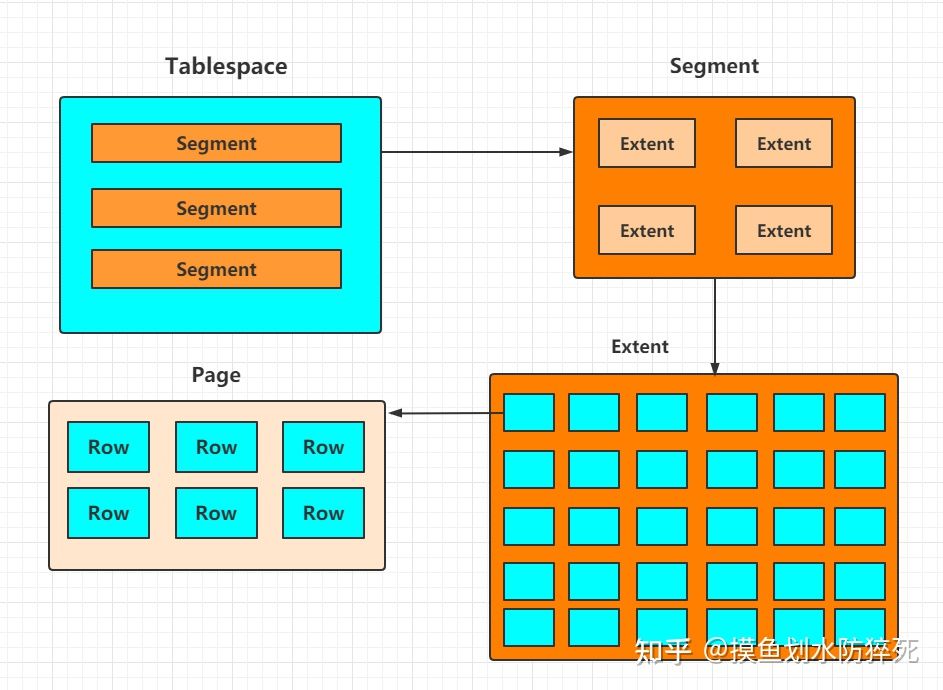 Tablespace
Segment
Segment
Segment
Segment
Extent
Extent
Extent
Extent
Extent
Page
Row
Row
Row
Row
Row
Row
知乎 @摸鱼划水防猝死